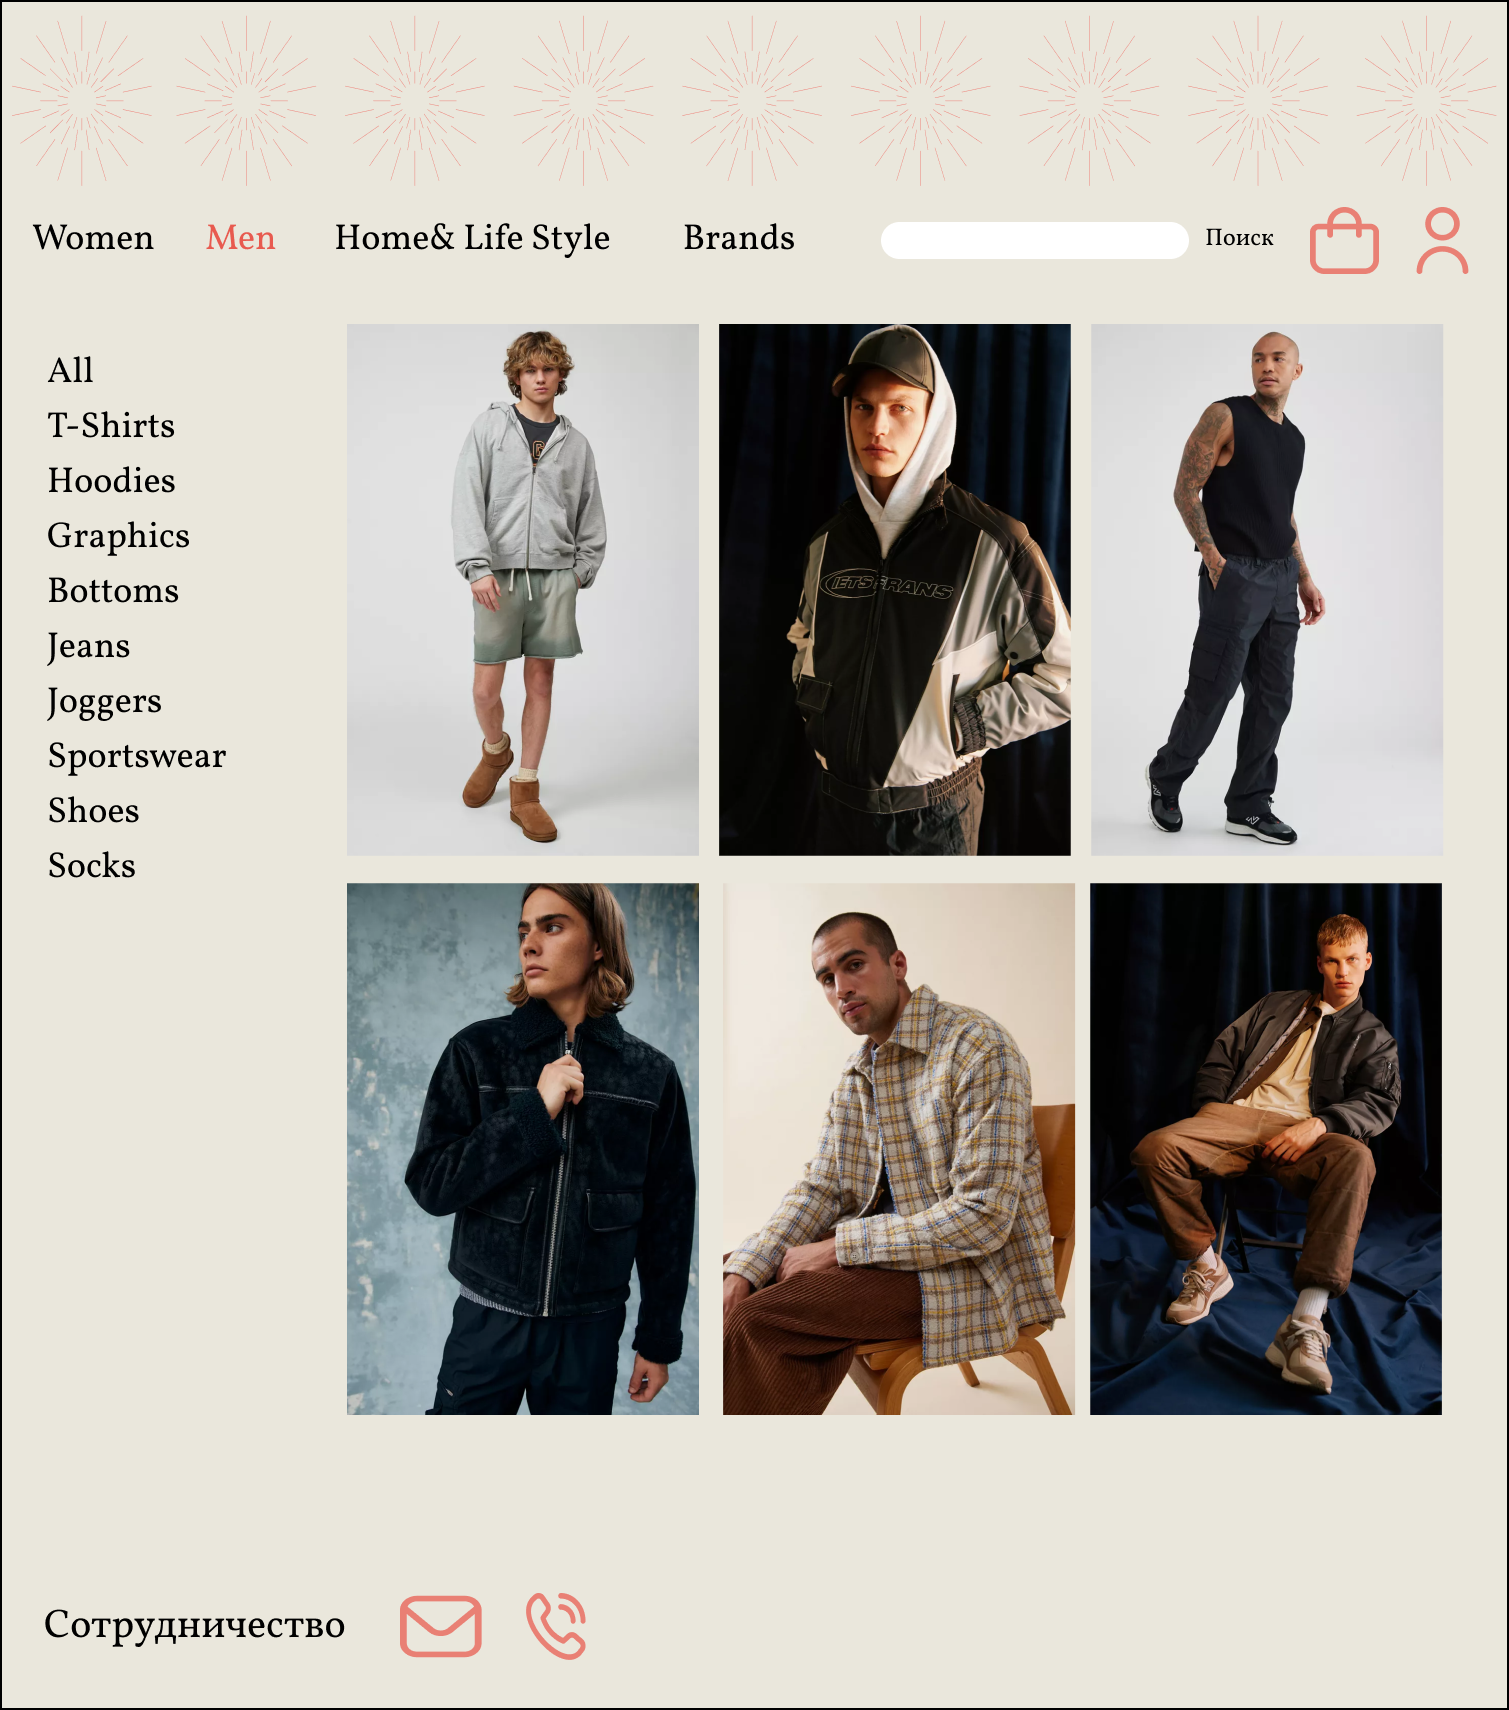 Women Men Home& Life Style Brands Поиск
All
T-Shirts
Hoodies
Graphics
Bottoms
Jeans
Joggers
Sportswear
Shoes
Socks
IETS FRANS
Сотрудничество